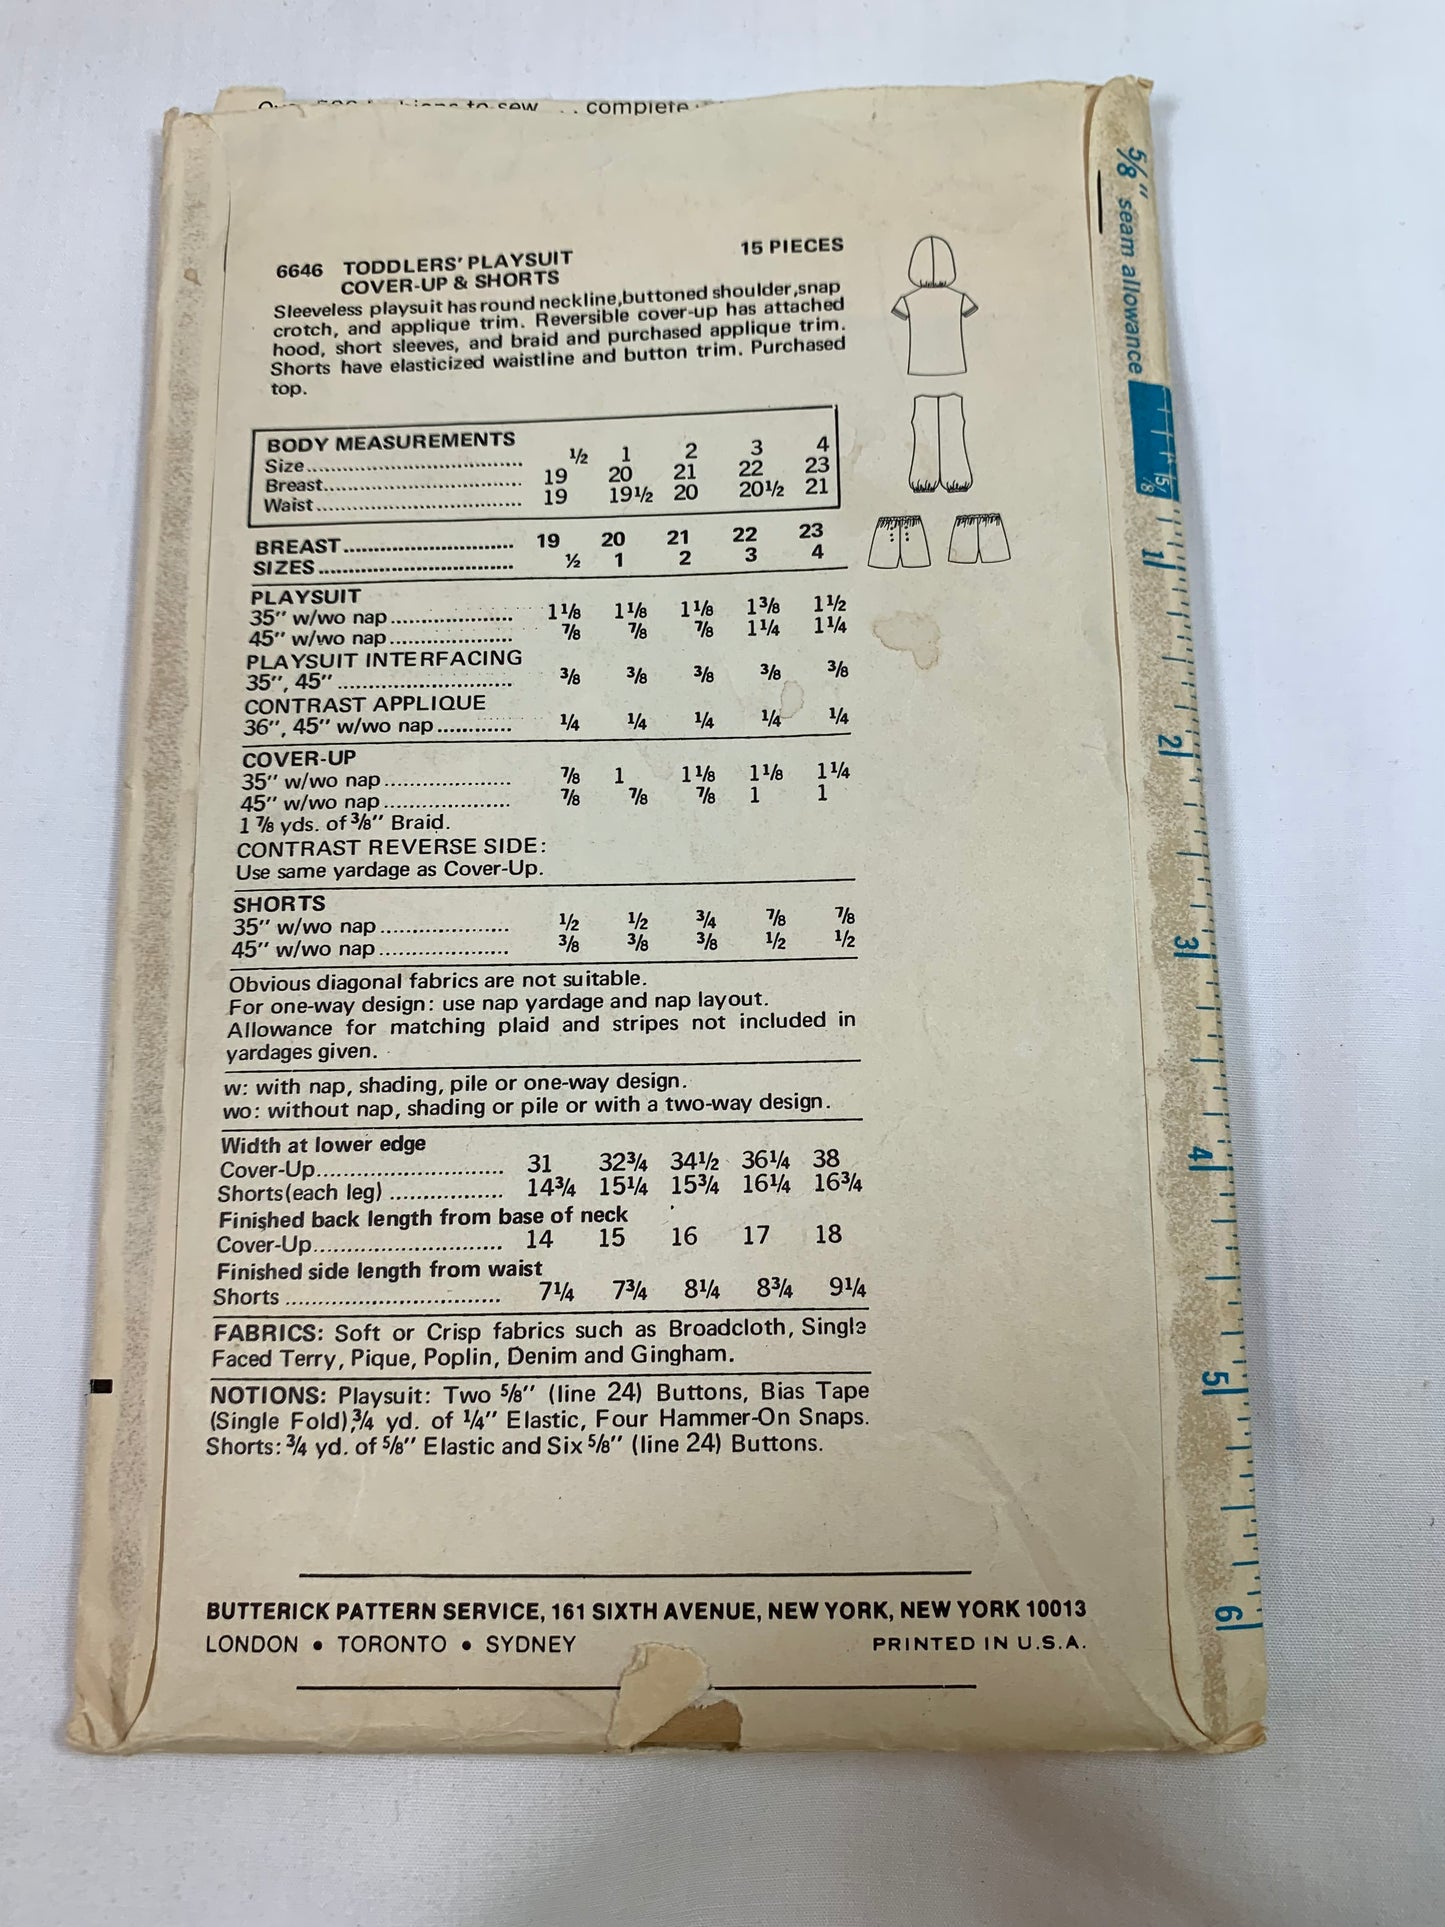 to sew . . complete
5/8" seam allowance
6646 TODDLERS' PLAYSUIT 15 PIECES
COVER-UP & SHORTS
Sleeveless playsuit has round neckline, buttoned shoulder, snap
crotch, and applique trim. Reversible cover-up has attached
hood, short sleeves, and braid and purchased applique trim.
Shorts have elasticized waistline and button trim. Purchased
top.
BODY MEASUREMENTS
Size.................................. ½ 1 2 3 4
Breast............................... 19 20 21 22 23
Waist................................ 19 19½ 20 20½ 21
BREAST............................ 19 20 21 22 23
SIZES................................ ½ 1 2 3 4
PLAYSUIT
35" w/wo nap.................... 1⅛ 1⅛ 1⅛ 1⅜ 1½
45" w/wo nap.................... ⅞ ⅞ ⅞ 1¼ 1¼
PLAYSUIT INTERFACING
35", 45" ............................ ⅜ ⅜ ⅜ ⅜ ⅜
CONTRAST APPLIQUE
36", 45" w/wo nap............ ¼ ¼ ¼ ¼ ¼
COVER-UP
35" w/wo nap.................... ⅞ 1 1⅛ 1⅛ 1¼
45" w/wo nap.................... ⅞ ⅞ ⅞ 1 1
1 ⅞ yds. of ⅜" Braid.
CONTRAST REVERSE SIDE:
Use same yardage as Cover-Up.
SHORTS
35" w/wo nap.................... ½ ½ ¾ ⅞ ⅞
45" w/wo nap.................... ⅜ ⅜ ⅜ ½ ½
Obvious diagonal fabrics are not suitable.
For one-way design: use nap yardage and nap layout.
Allowance for matching plaid and stripes not included in
yardages given.
w: with nap, shading, pile or one-way design.
wo: without nap, shading or pile or with a two-way design.
Width at lower edge
Cover-Up............................ 31 32¾ 34½ 36¼ 38
Shorts(each leg) ................. 14¾ 15¼ 15¾ 16¼ 16¾
Finished back length from base of neck
Cover-Up............................ 14 15 16 17 18
Finished side length from waist
Shorts ................................ 7¼ 7¾ 8¼ 8¾ 9¼
FABRICS: Soft or Crisp fabrics such as Broadcloth, Single
Faced Terry, Pique, Poplin, Denim and Gingham.
NOTIONS: Playsuit: Two ⅝" (line 24) Buttons, Bias Tape
(Single Fold),¾ yd. of ¼" Elastic, Four Hammer-On Snaps.
Shorts: ¾ yd. of ⅝" Elastic and Six ⅝" (line 24) Buttons.
BUTTERICK PATTERN SERVICE, 161 SIXTH AVENUE, NEW YORK, NEW YORK 10013
LONDON • TORONTO • SYDNEY PRINTED IN U.S.A.
5/8
1
2
3
4
5
6